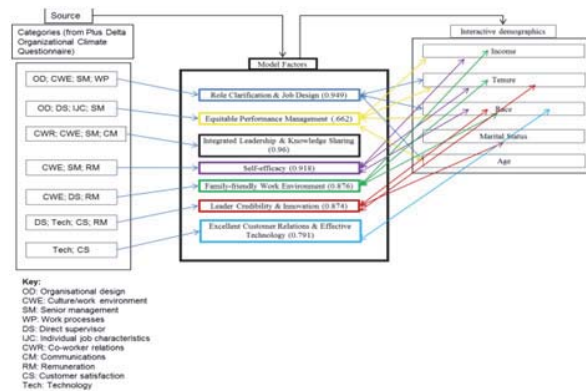 Source
Categories (from Plus Delta
Organizational Climate
Questionnaire)
OD; CWE; SM; WP
OD; DS; IJC; SM
CWR; CWE; SM; CM
CWE; SM; RM
CWE; DS; RM
DS; Tech; CS; RM
Tech; CS
Model Factors
Role Clarification & Job Design (0.949)
Equitable Performance Management (.662)
Integrated Leadership & Knowledge Sharing
(0.96)
Self-efficacy (0.918)
Family-friendly Work Environment (0.876)
Leader Credibility & Innovation (0.874)
Excellent Customer Relations & Effective
Technology (0.791)
Interactive demographics
Income
Tenure
Race
Marital Status
Age
Key:
OD: Organisational design
CWE: Culture/work environment
SM: Senior management
WP: Work processes
DS: Direct supervisor
IJC: Individual job characteristics
CWR: Co-worker relations
CM: Communications
RM: Remuneration
CS: Customer satisfaction
Tech: Technology